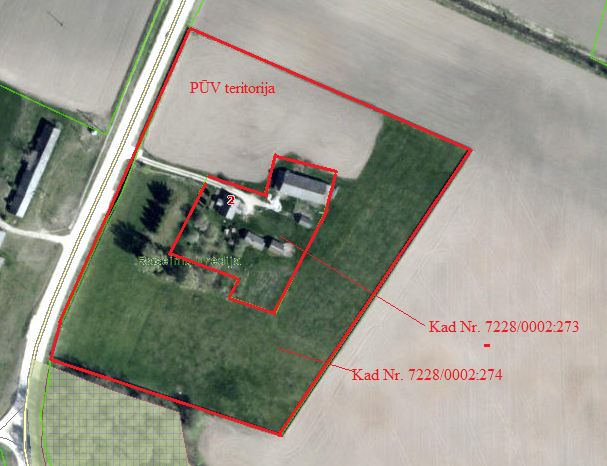 PŪV teritorija
2
Kad Nr. 7228/0002:273
Kad Nr. 7228/0002:274